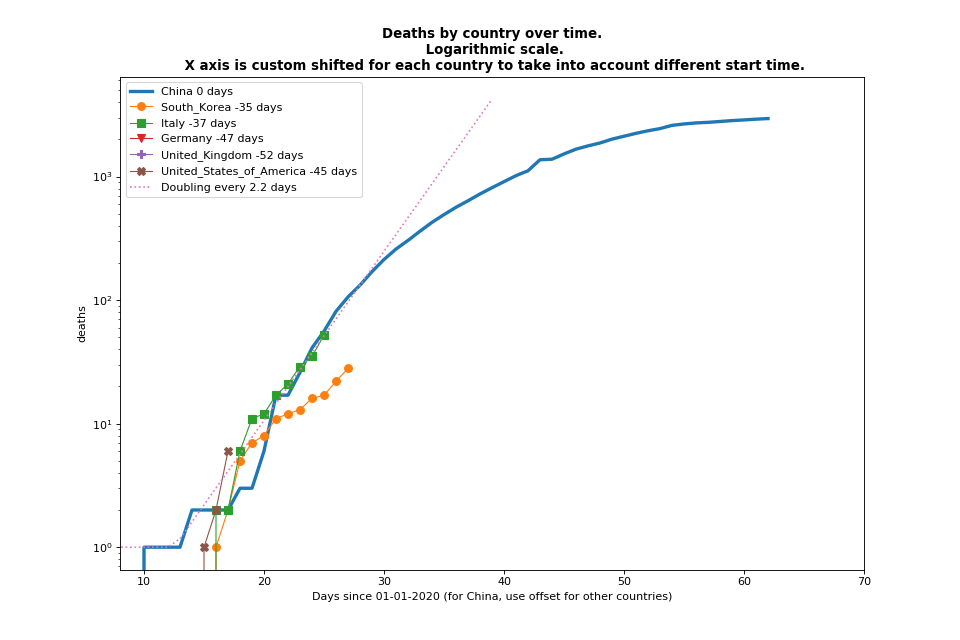 Deaths by country over time.
Logarithmic scale.
X axis is custom shifted for each country to take into account different start time.
China 0 days
South_Korea -35 days
Italy -37 days
Germany -47 days
United_Kingdom -52 days
United_States_of_America -45 days
Doubling every 2.2 days
deaths
10³
10²
10¹
10⁰
10 20 30 40 50 60 70
Days since 01-01-2020 (for China, use offset for other countries)